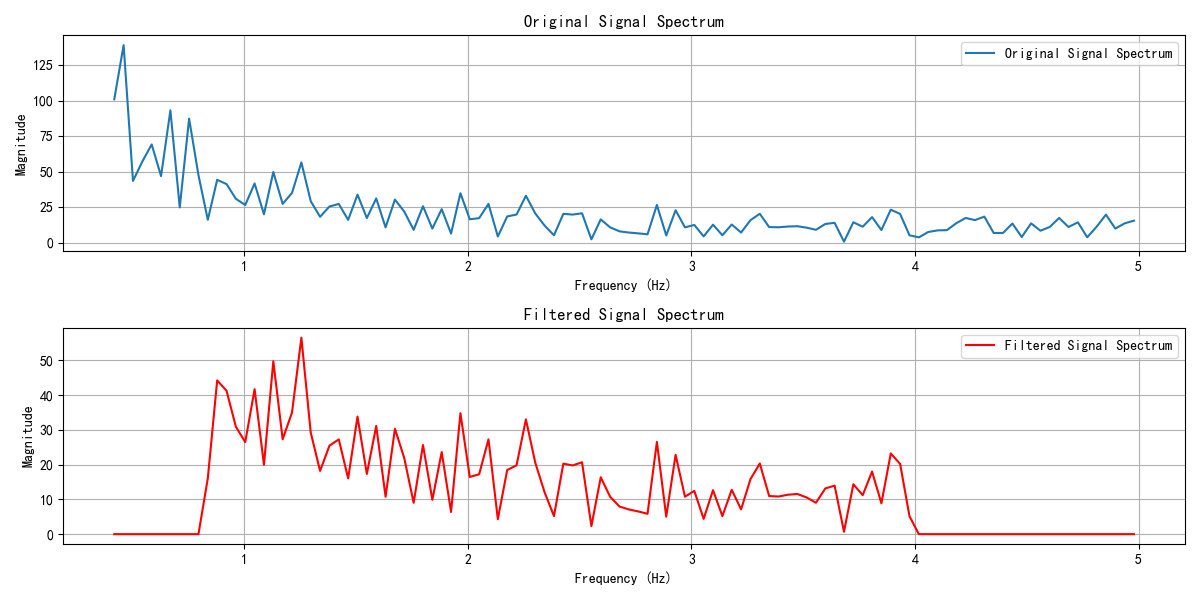 Original Signal Spectrum
Original Signal Spectrum
125
100
75
50
25
0
Magnitude
1 2 3 4 5
Frequency (Hz)
Filtered Signal Spectrum
Filtered Signal Spectrum
50
40
30
20
10
0
Magnitude
1 2 3 4 5
Frequency (Hz)